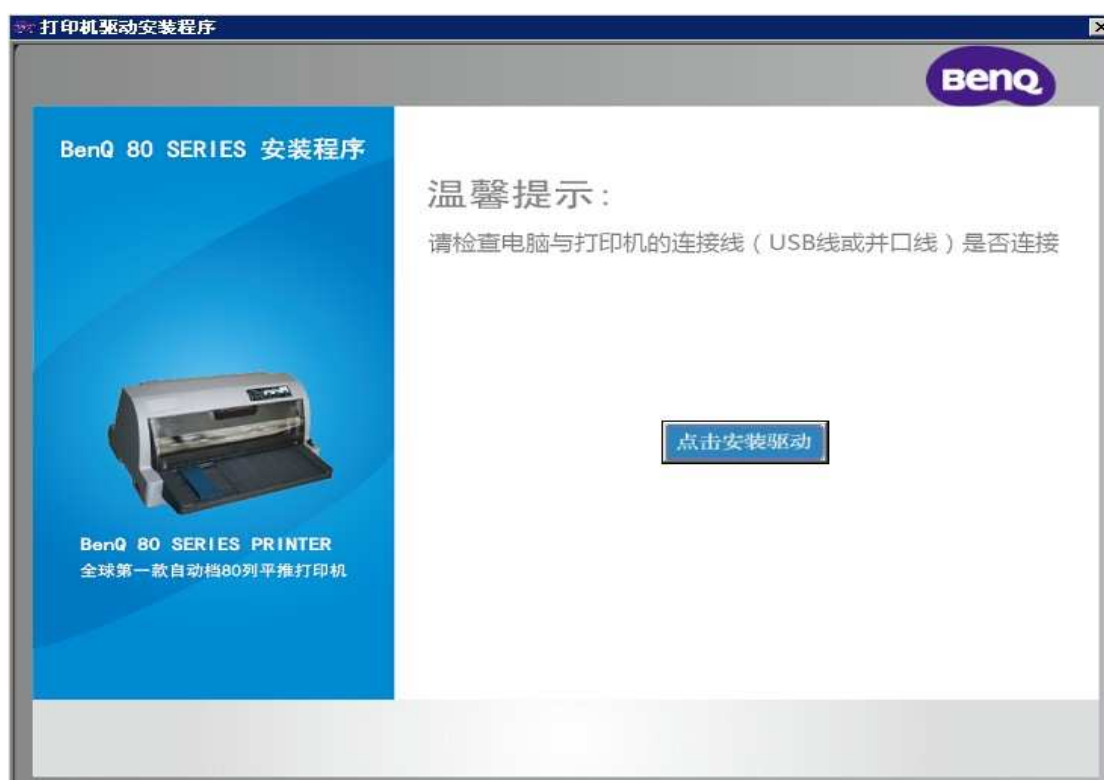 打印机驱动安装程序
BenQ
BenQ 80 SERIES 安装程序
温馨提示：
请检查电脑与打印机的连接线（USB线或并口线）是否连接
点击安装驱动
BenQ 80 SERIES PRINTER
全球第一款自动档80列平推打印机